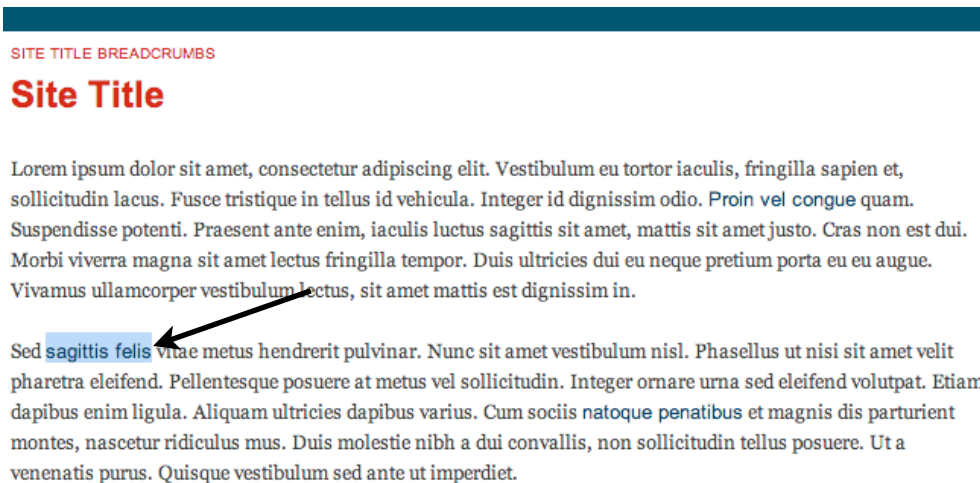 SITE TITLE BREADCRUMBS
Site Title
Lorem ipsum dolor sit amet, consectetur adipiscing elit. Vestibulum eu tortor iaculis, fringilla sapien et,
sollicitudin lacus. Fusce tristique in tellus id vehicula. Integer id dignissim odio. Proin vel congue quam.
Suspendisse potenti. Praesent ante enim, iaculis luctus sagittis sit amet, mattis sit amet justo. Cras non est dui.
Morbi viverra magna sit amet lectus fringilla tempor. Duis ultricies dui eu neque pretium porta eu eu augue.
Vivamus ullamcorper vestibulum lectus, sit amet mattis est dignissim in.
Sed sagittis felis vitae metus hendrerit pulvinar. Nunc sit amet vestibulum nisl. Phasellus ut nisi sit amet velit
pharetra eleifend. Pellentesque posuere at metus vel sollicitudin. Integer ornare urna sed eleifend volutpat. Etiam
dapibus enim ligula. Aliquam ultricies dapibus varius. Cum sociis natoque penatibus et magnis dis parturient
montes, nascetur ridiculus mus. Duis molestie nibh a dui convallis, non sollicitudin tellus posuere. Ut a
venenatis purus. Quisque vestibulum sed ante ut imperdiet.